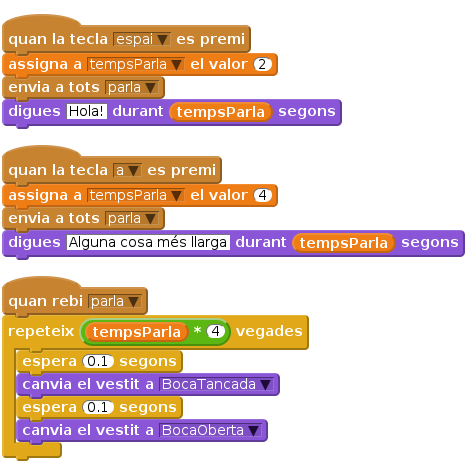 quan la tecla espai es premi
assigna a tempsParla el valor 2
envia a tots parla
digues Hola! durant tempsParla segons
quan la tecla a es premi
assigna a tempsParla el valor 4
envia a tots parla
digues Alguna cosa més llarga durant tempsParla segons
quan rebi parla
repeteix tempsParla * 4 vegades
espera 0.1 segons
canvia el vestit a BocaTancada
espera 0.1 segons
canvia el vestit a BocaOberta